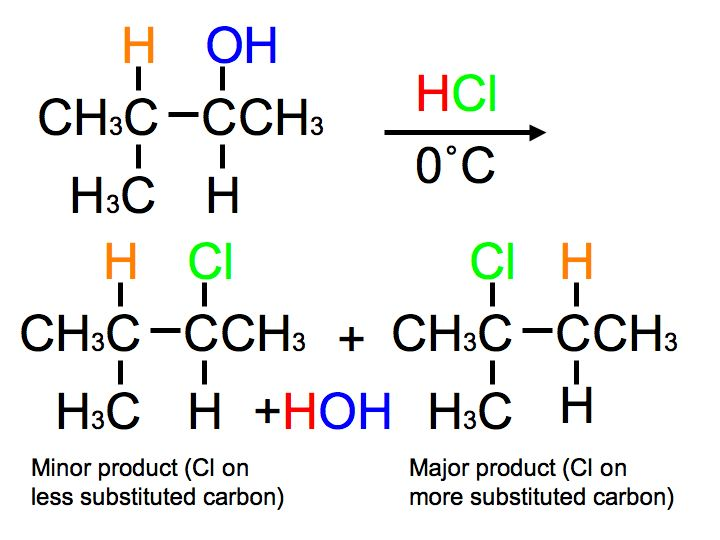 H OH
CH₃C–CCH₃
H₃C H
HCl
0˚C
H Cl
CH₃C–CCH₃ +
H₃C H +HOH
Cl H
CH₃C–CCH₃
H₃C H
Minor product (Cl on
less substituted carbon)
Major product (Cl on
more substituted carbon)